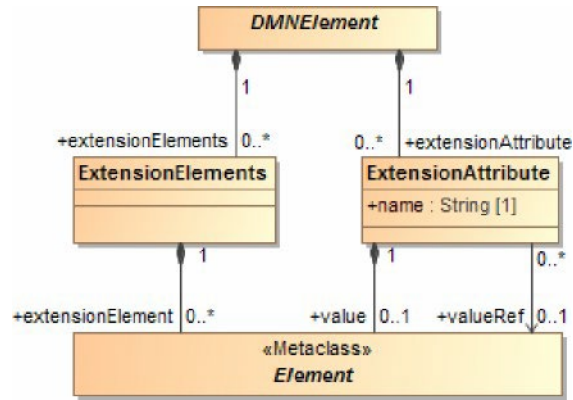 DMNElement
1 1
+extensionElements 0..* 0..* +extensionAttribute
ExtensionElements
ExtensionAttribute
+name : String [1]
1 1 0..*
+extensionElement 0..* +value 0..1 +valueRef 0..1
«Metaclass»
Element